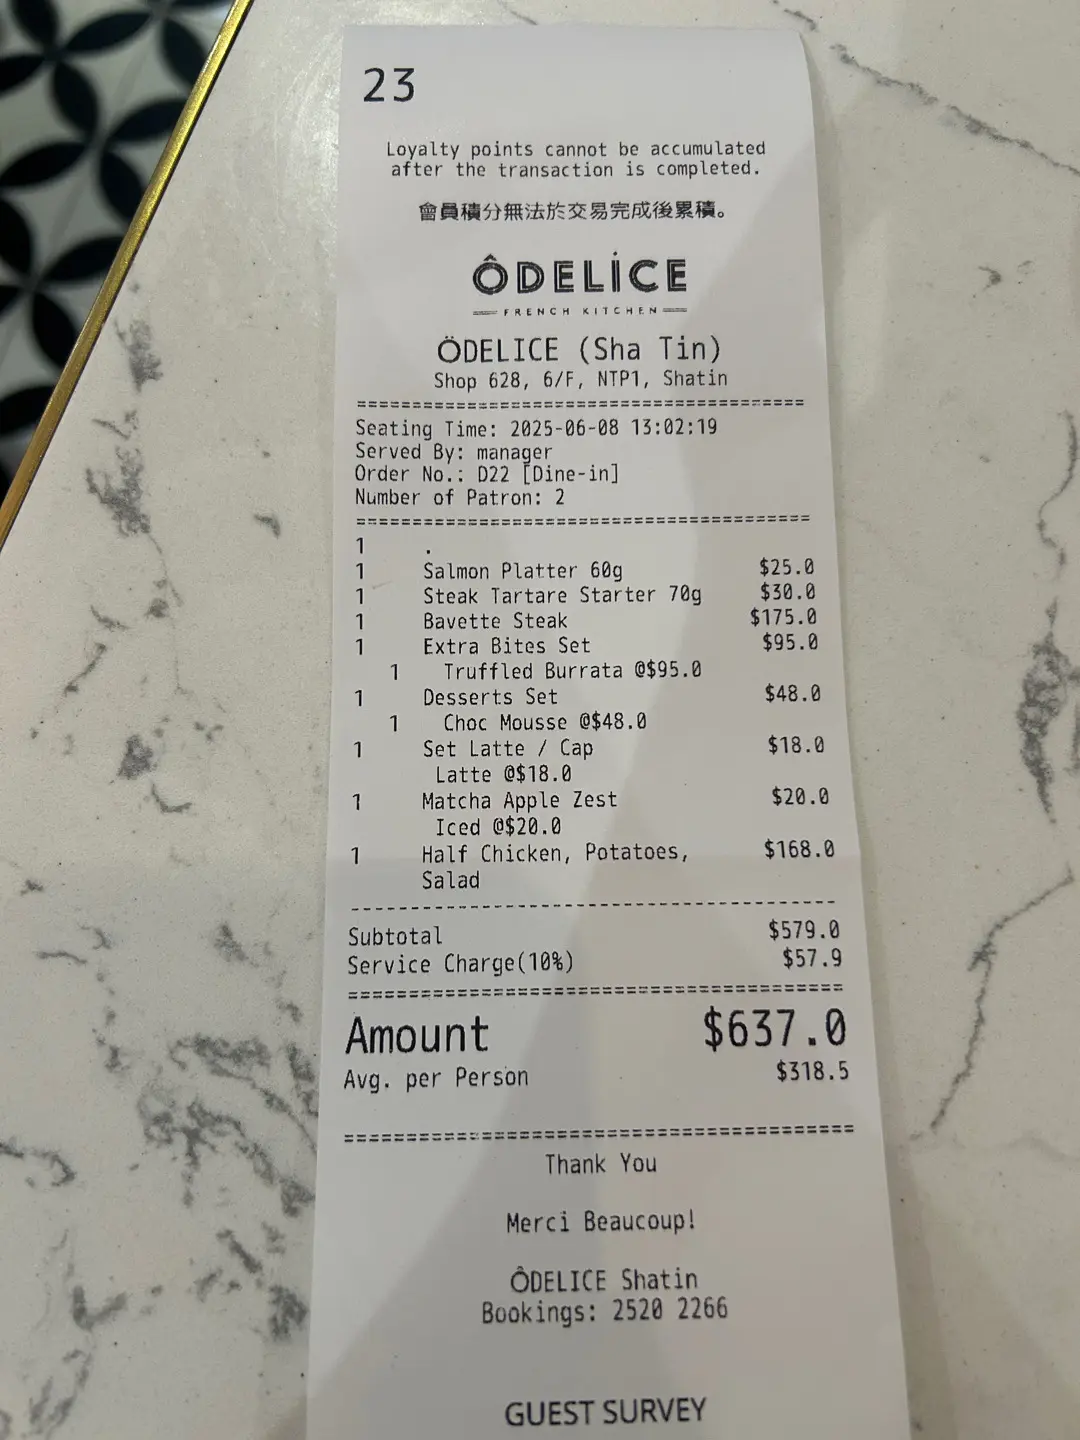 23
Loyalty points cannot be accumulated
after the transaction is completed.
會員積分無法於交易完成後累積。
ÔDELİCE
FRENCH KITCHEN
ÖDELICE (Sha Tin)
Shop 628, 6/F, NTP1, Shatin
===========================================
Seating Time: 2025-06-08 13:02:19
Served By: manager
Order No.: D22 [Dine-in]
Number of Patron: 2
===========================================
1 .
1 Salmon Platter 60g $25.0
1 Steak Tartare Starter 70g $30.0
1 Bavette Steak $175.0
1 Extra Bites Set $95.0
1 Truffled Burrata @$95.0
1 Desserts Set $48.0
1 Choc Mousse @$48.0
1 Set Latte / Cap $18.0
Latte @$18.0
1 Matcha Apple Zest $20.0
Iced @$20.0
1 Half Chicken, Potatoes, $168.0
Salad
-------------------------------------------
Subtotal $579.0
Service Charge(10%) $57.9
===========================================
Amount $637.0
Avg. per Person $318.5
===========================================
Thank You
Merci Beaucoup!
ÔDELICE Shatin
Bookings: 2520 2266
GUEST SURVEY